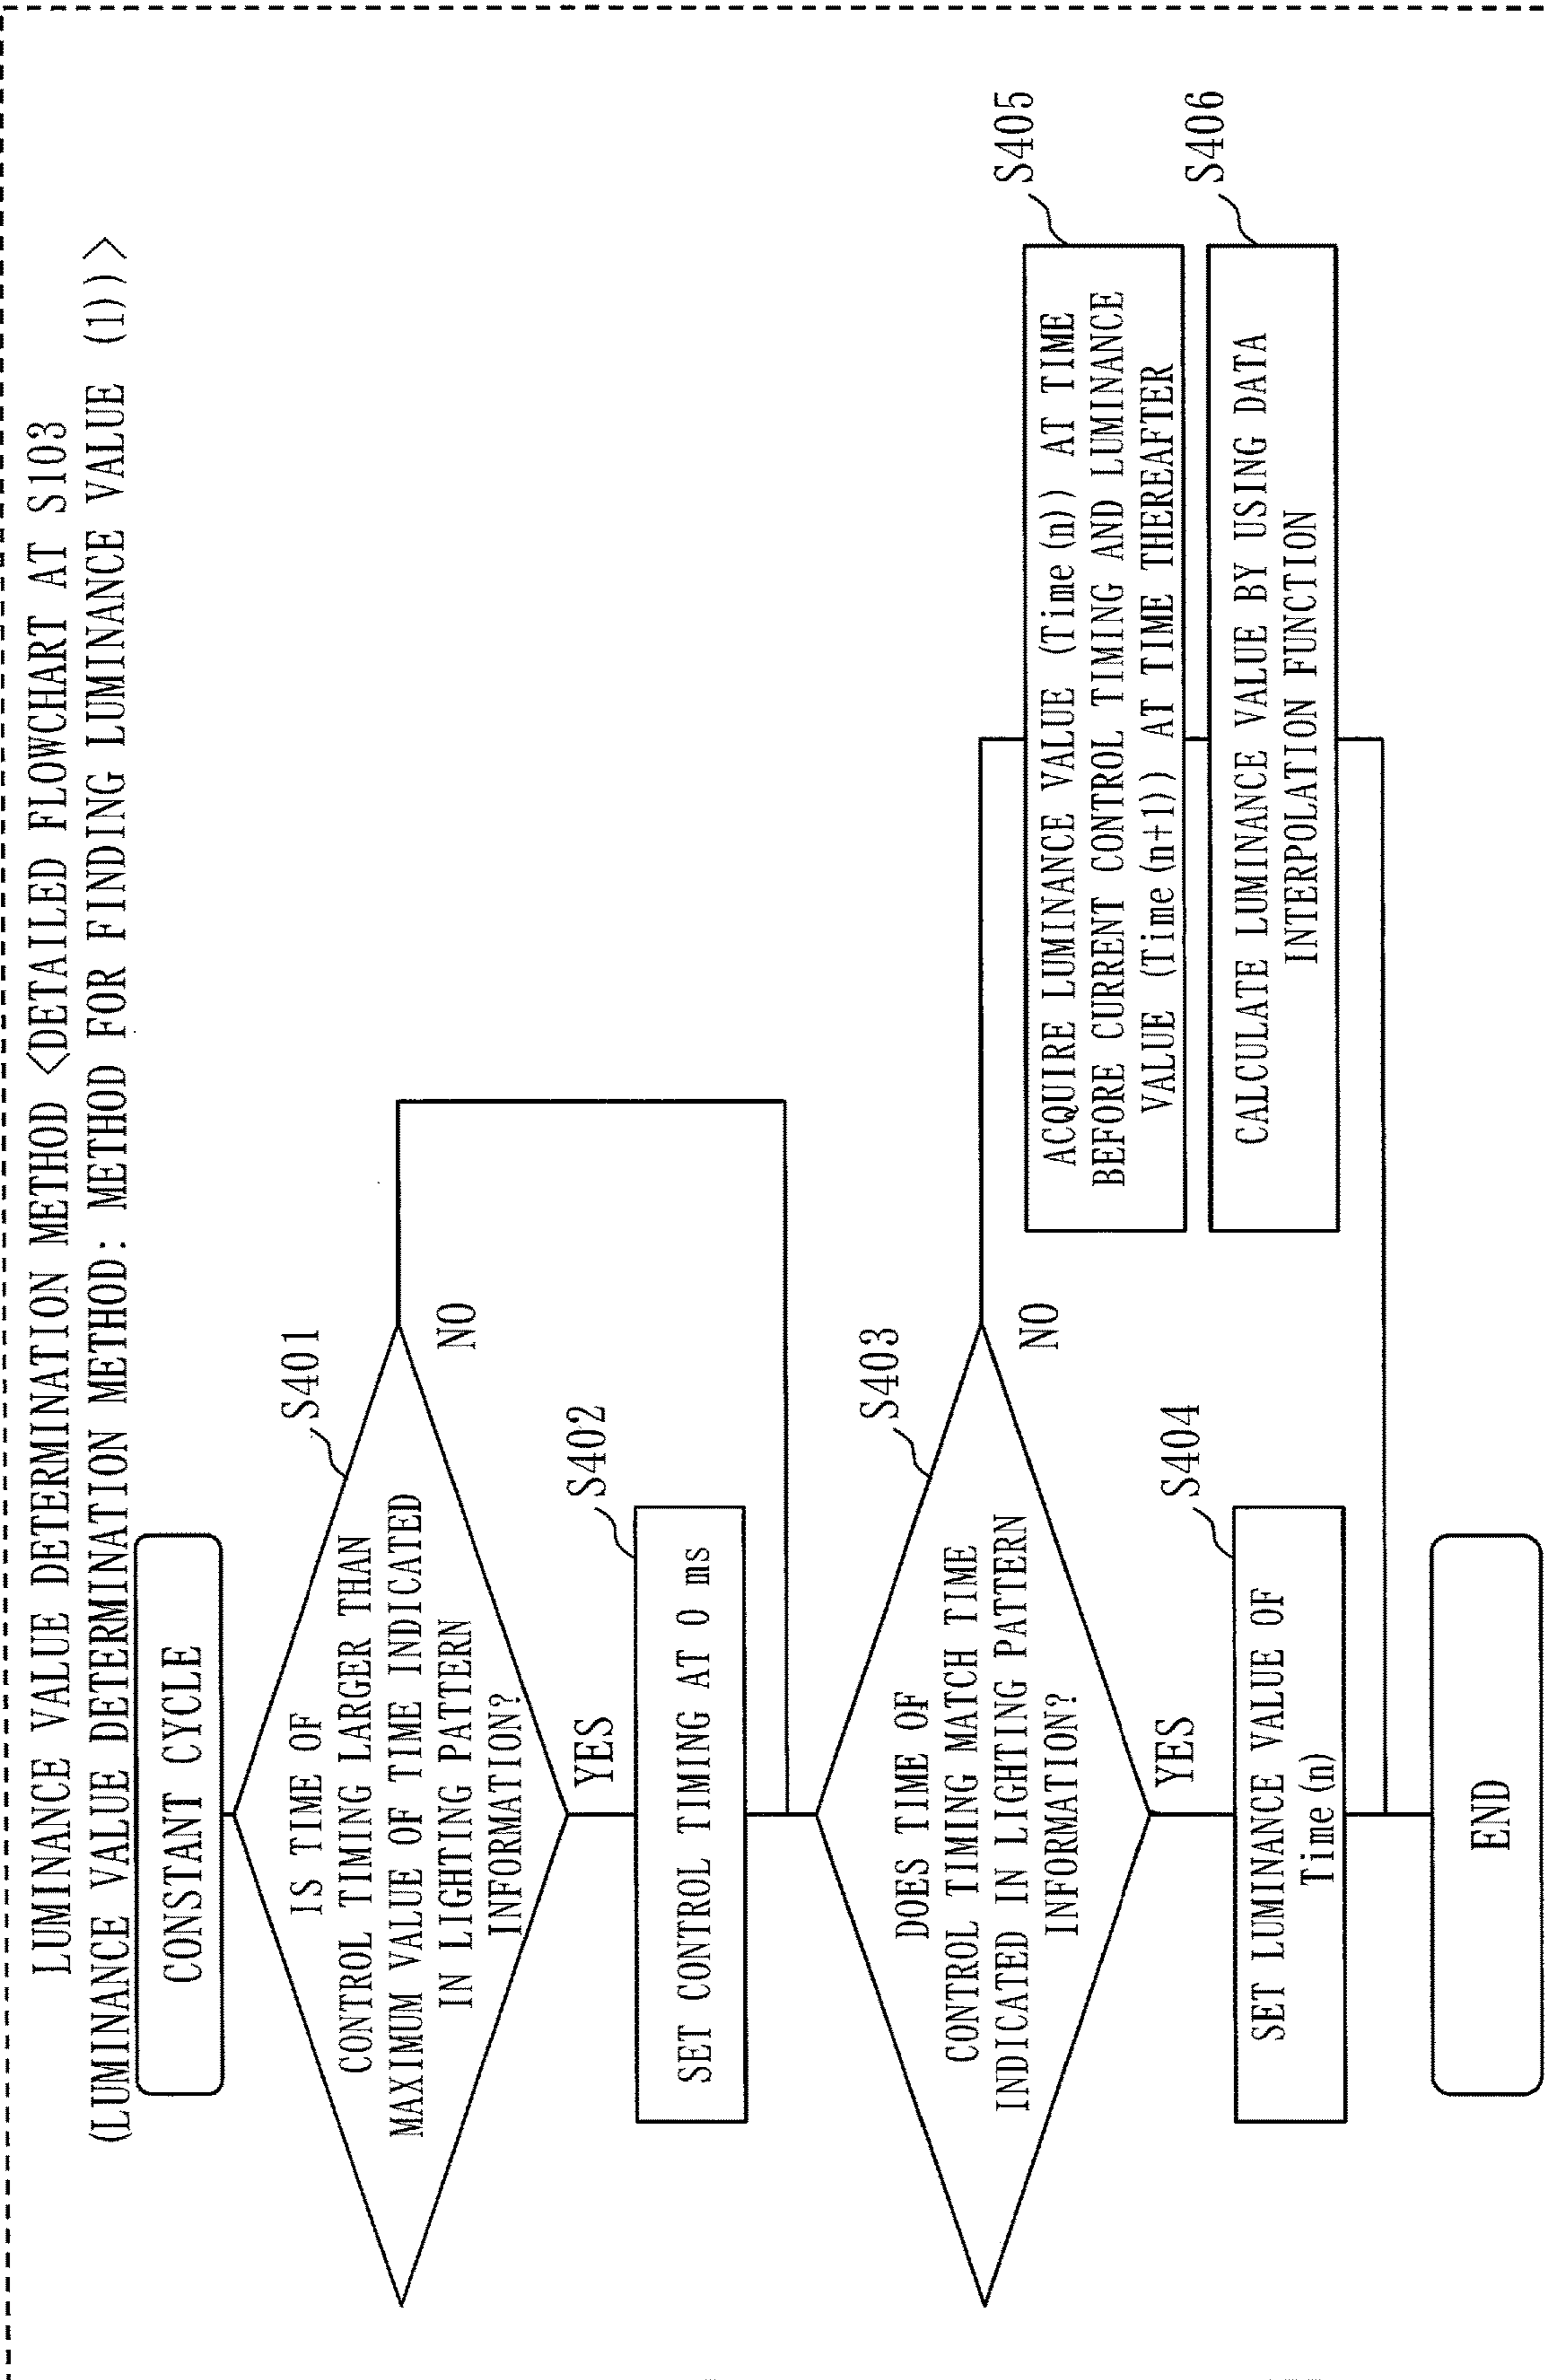 LUMINANCE VALUE DETERMINATION METHOD <DETAILED FLOWCHART AT S103
(LUMINANCE VALUE DETERMINATION METHOD: METHOD FOR FINDING LUMINANCE VALUE (1))>
CONSTANT CYCLE
S401
IS TIME OF
CONTROL TIMING LARGER THAN
MAXIMUM VALUE OF TIME INDICATED
IN LIGHTING PATTERN
INFORMATION?
NO
YES
S402
SET CONTROL TIMING AT 0 ms
S403
DOES TIME OF
CONTROL TIMING MATCH TIME
INDICATED IN LIGHTING PATTERN
INFORMATION?
NO
YES
S404
SET LUMINANCE VALUE OF
Time(n)
S405
ACQUIRE LUMINANCE VALUE (Time(n)) AT TIME
BEFORE CURRENT CONTROL TIMING AND LUMINANCE
VALUE (Time(n+1)) AT TIME THEREAFTER
S406
CALCULATE LUMINANCE VALUE BY USING DATA
INTERPOLATION FUNCTION
END